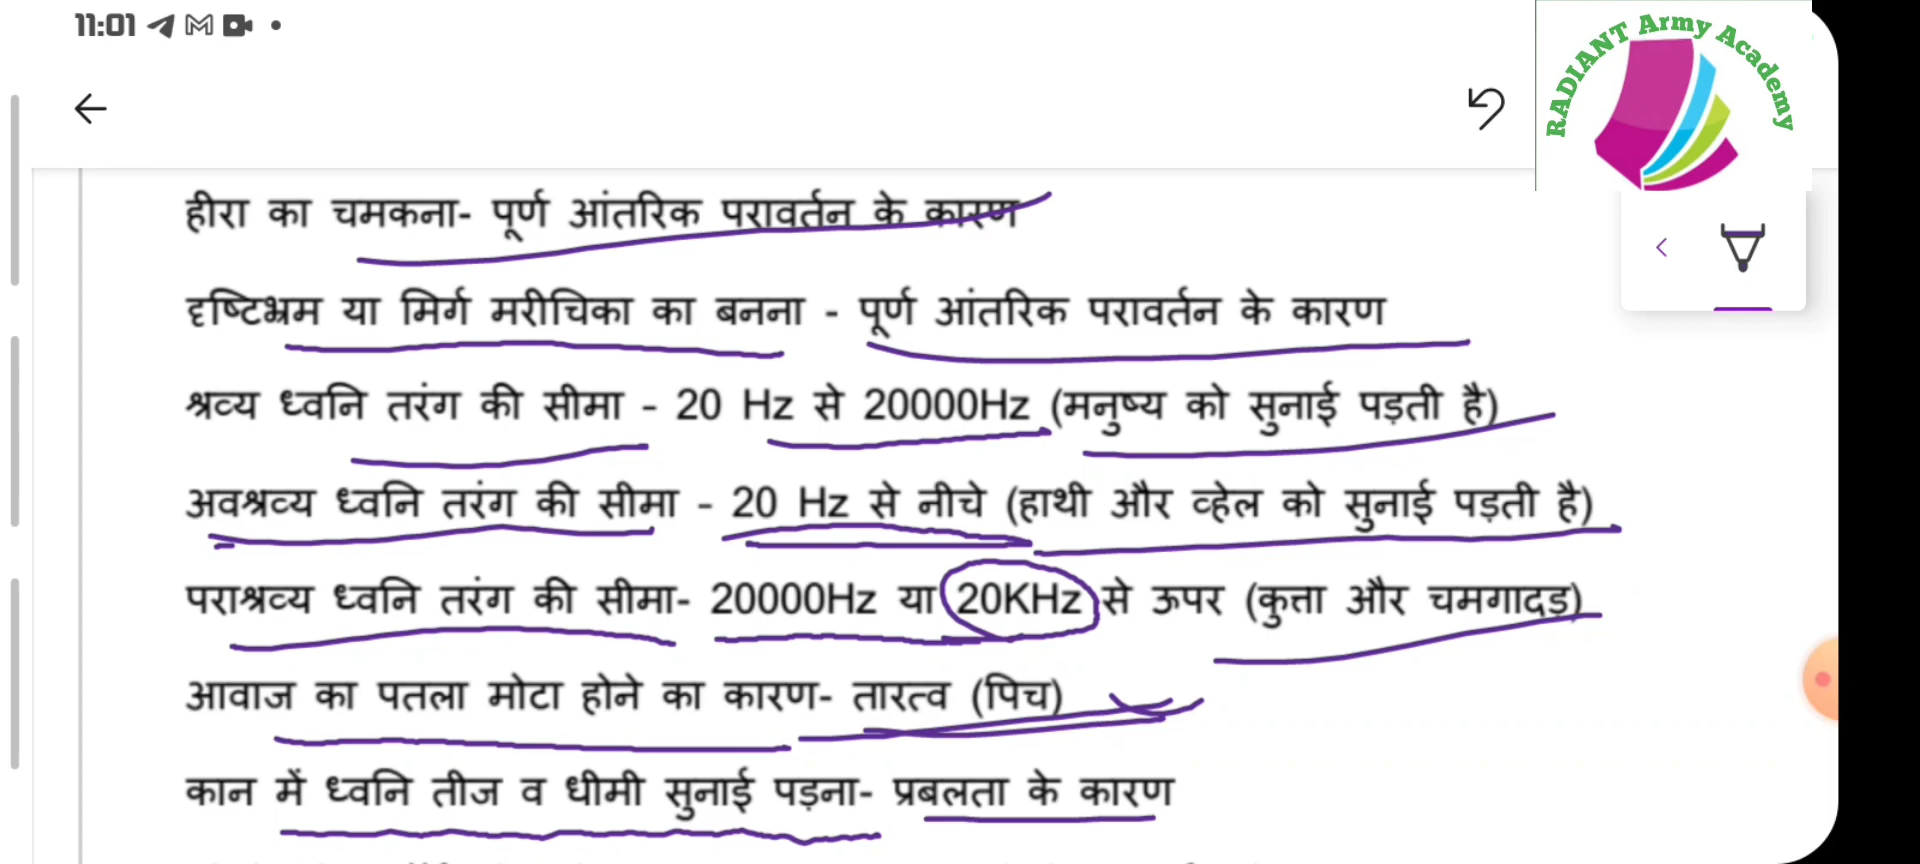 11:01
RADIANT Army Academy
हीरा का चमकना- पूर्ण आंतरिक परावर्तन के कारण
दृष्टिभ्रम या मिर्ग मरीचिका का बनना - पूर्ण आंतरिक परावर्तन के कारण
श्रव्य ध्वनि तरंग की सीमा - 20 Hz से 20000Hz (मनुष्य को सुनाई पड़ती है)
अवश्रव्य ध्वनि तरंग की सीमा - 20 Hz से नीचे (हाथी और व्हेल को सुनाई पड़ती है)
पराश्रव्य ध्वनि तरंग की सीमा- 20000Hz या 20KHz से ऊपर (कुत्ता और चमगादड़)
आवाज का पतला मोटा होने का कारण- तारत्व (पिच)
कान में ध्वनि तीज व धीमी सुनाई पड़ना- प्रबलता के कारण